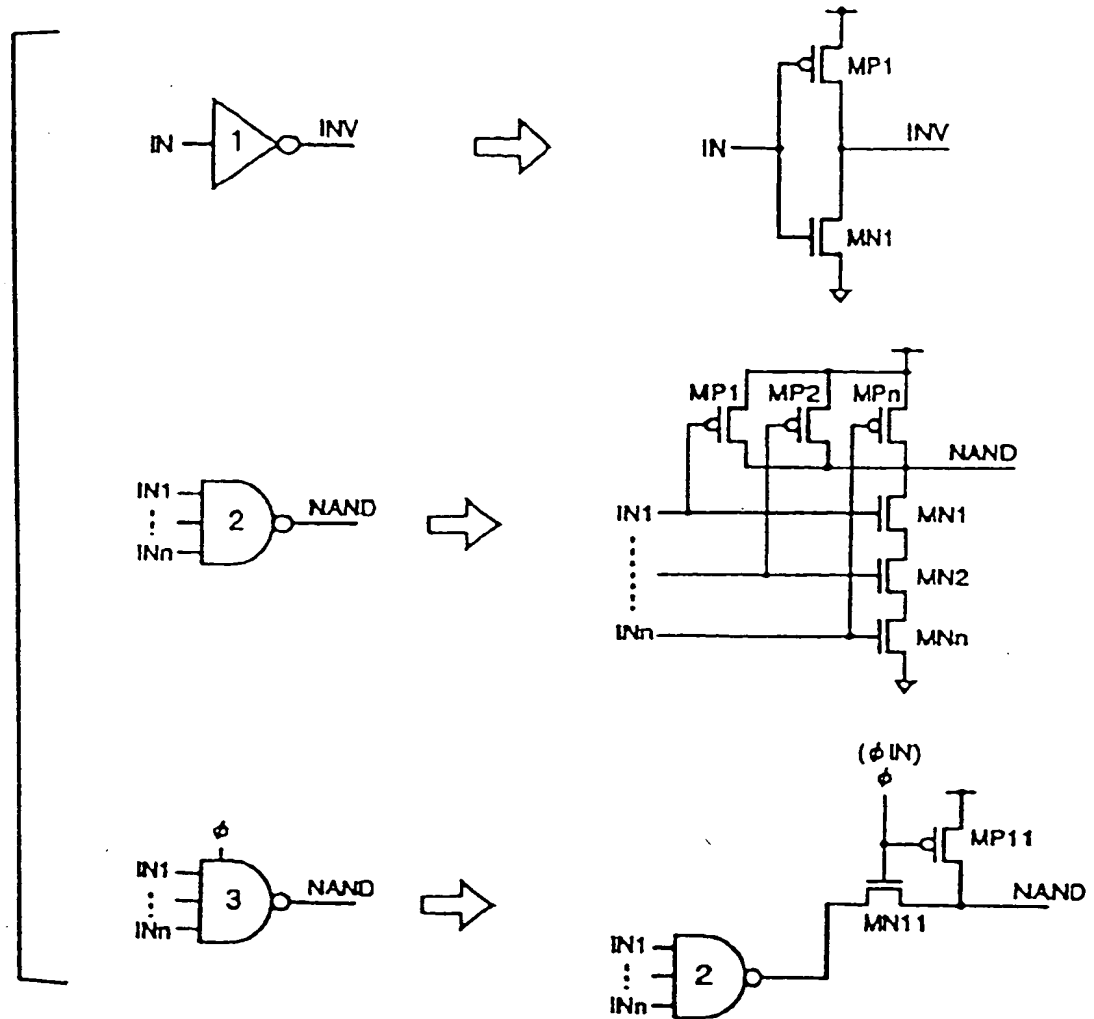 MP1
IN 1 INV
IN INV
MN1
MP1 MP2 MPn
NAND
IN1
2 NAND
INn
IN1 MN1
MN2
INn MNn
(ϕIN)
ϕ
MP11
ϕ
IN1
3 NAND
INn
NAND
MN11
IN1
2
INn